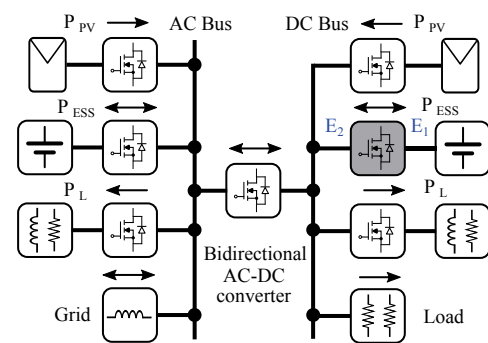 P PV
AC Bus
DC Bus
P PV
P ESS
P ESS
E2
E1
P L
P L
Bidirectional
AC-DC
converter
Grid
Load